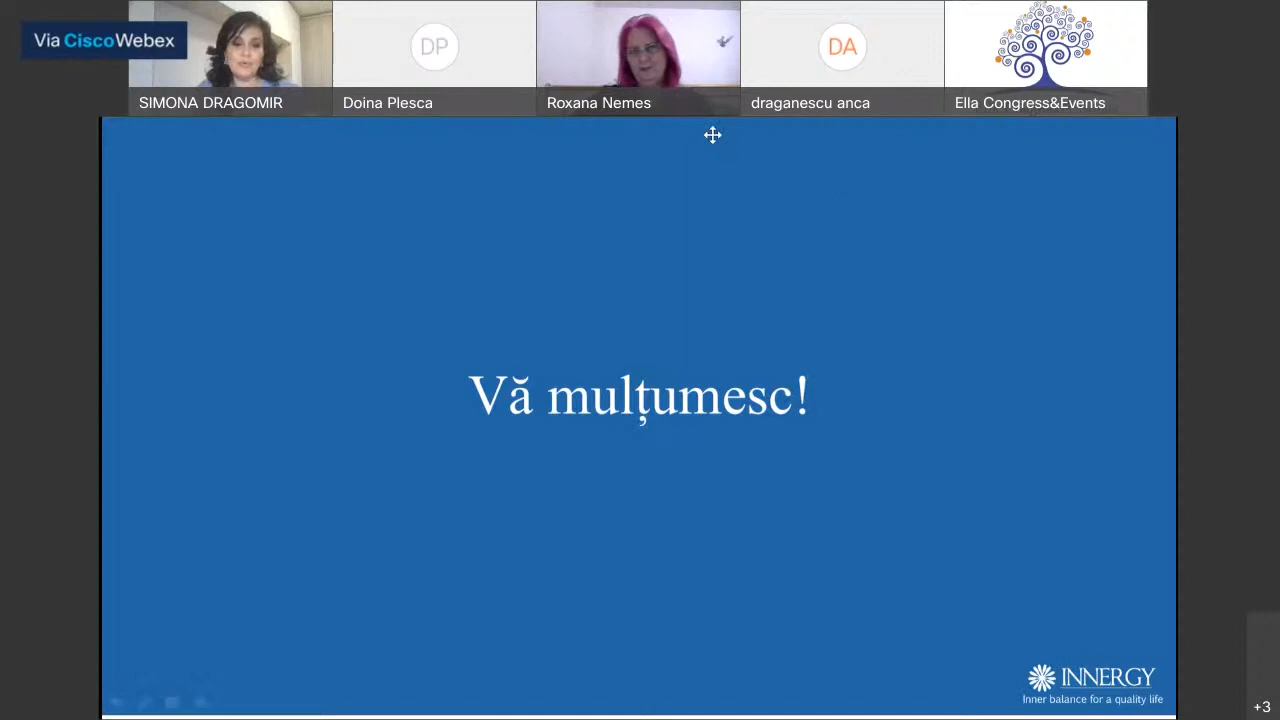 Via CiscoWebex
DP
DA
SIMONA DRAGOMIR
Doina Plesca
Roxana Nemes
draganescu anca
Ella Congress&Events
Vă mulțumesc!
INNERGY
Inner balance for a quality life
+3